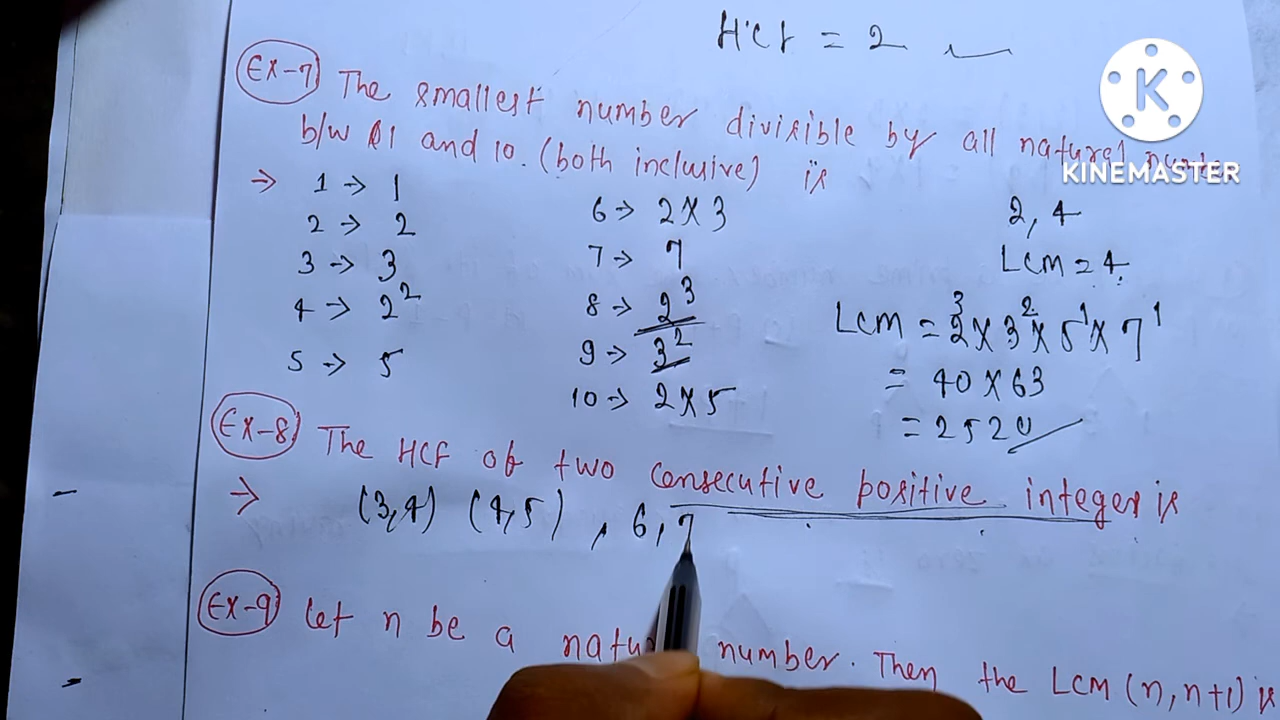 HCF = 2
Ex-7 The smallest number divisible by all natural number
b/w 1 and 10. (both inclusive) is
⇒ 1 → 1
2 → 2
3 → 3
4 → 2²
5 → 5
6 → 2×3
7 → 7
8 → 2³
9 → 3²
10 → 2×5
2, 4
LCM = 4
LCM = 2³×3²×5¹×7¹
= 40×63
= 2520
Ex-8 The HCF of two consecutive positive integer is
⇒ (3,4) (4,5), 6,7
Ex-9 Let n be a number. Then the LCM (n, n+1) is
K
KINEMASTER